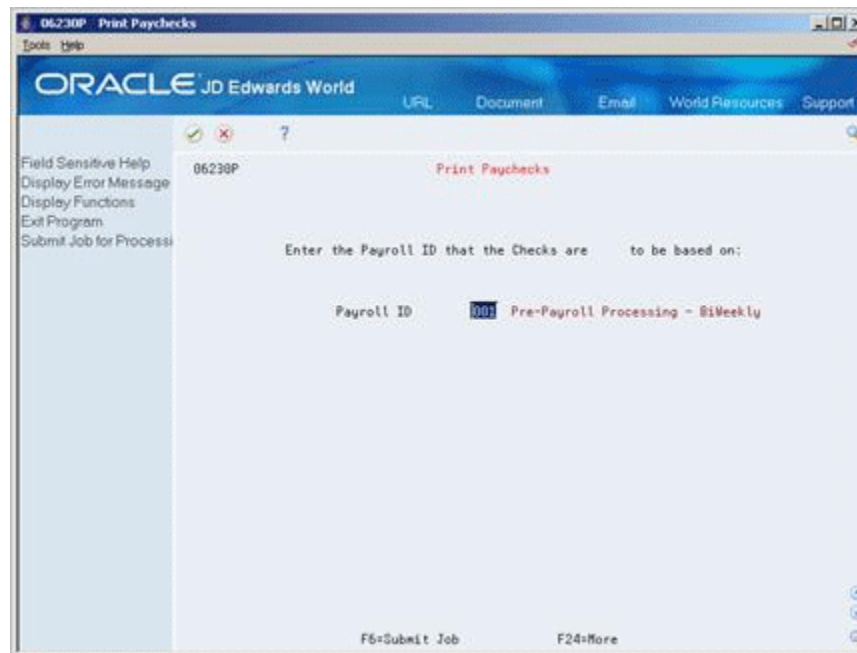 06230P Print Paychecks
Tools Help
ORACLE JD Edwards World
URL Document Email World Resources Support
?
Field Sensitive Help
Display Error Message
Display Functions
Exit Program
Submit Job for Processi
06230P Print Paychecks
Enter the Payroll ID that the Checks are to be based on:
Payroll ID 001 Pre-Payroll Processing - BiWeekly
F6=Submit Job F24=More